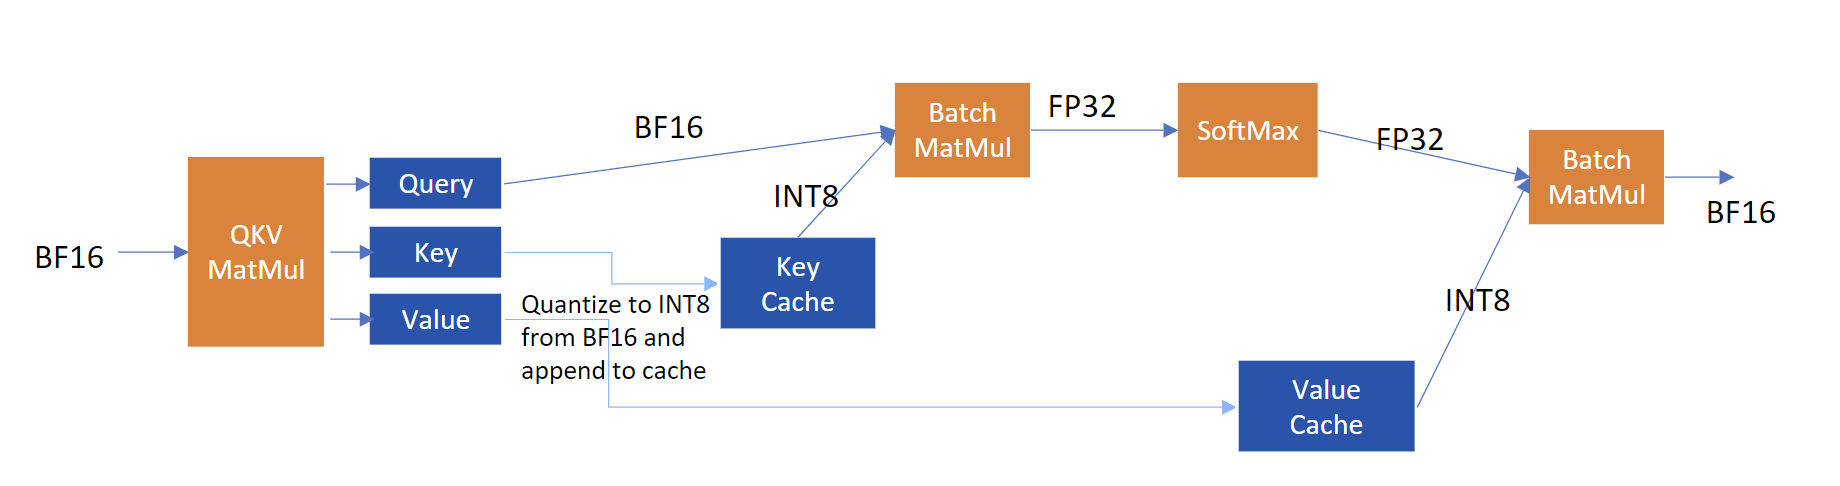 BF16
QKV
MatMul
Query
Key
Value
BF16
Quantize to INT8
from BF16 and
append to cache
Key
Cache
INT8
Batch
MatMul
FP32
SoftMax
FP32
Value
Cache
INT8
Batch
MatMul
BF16